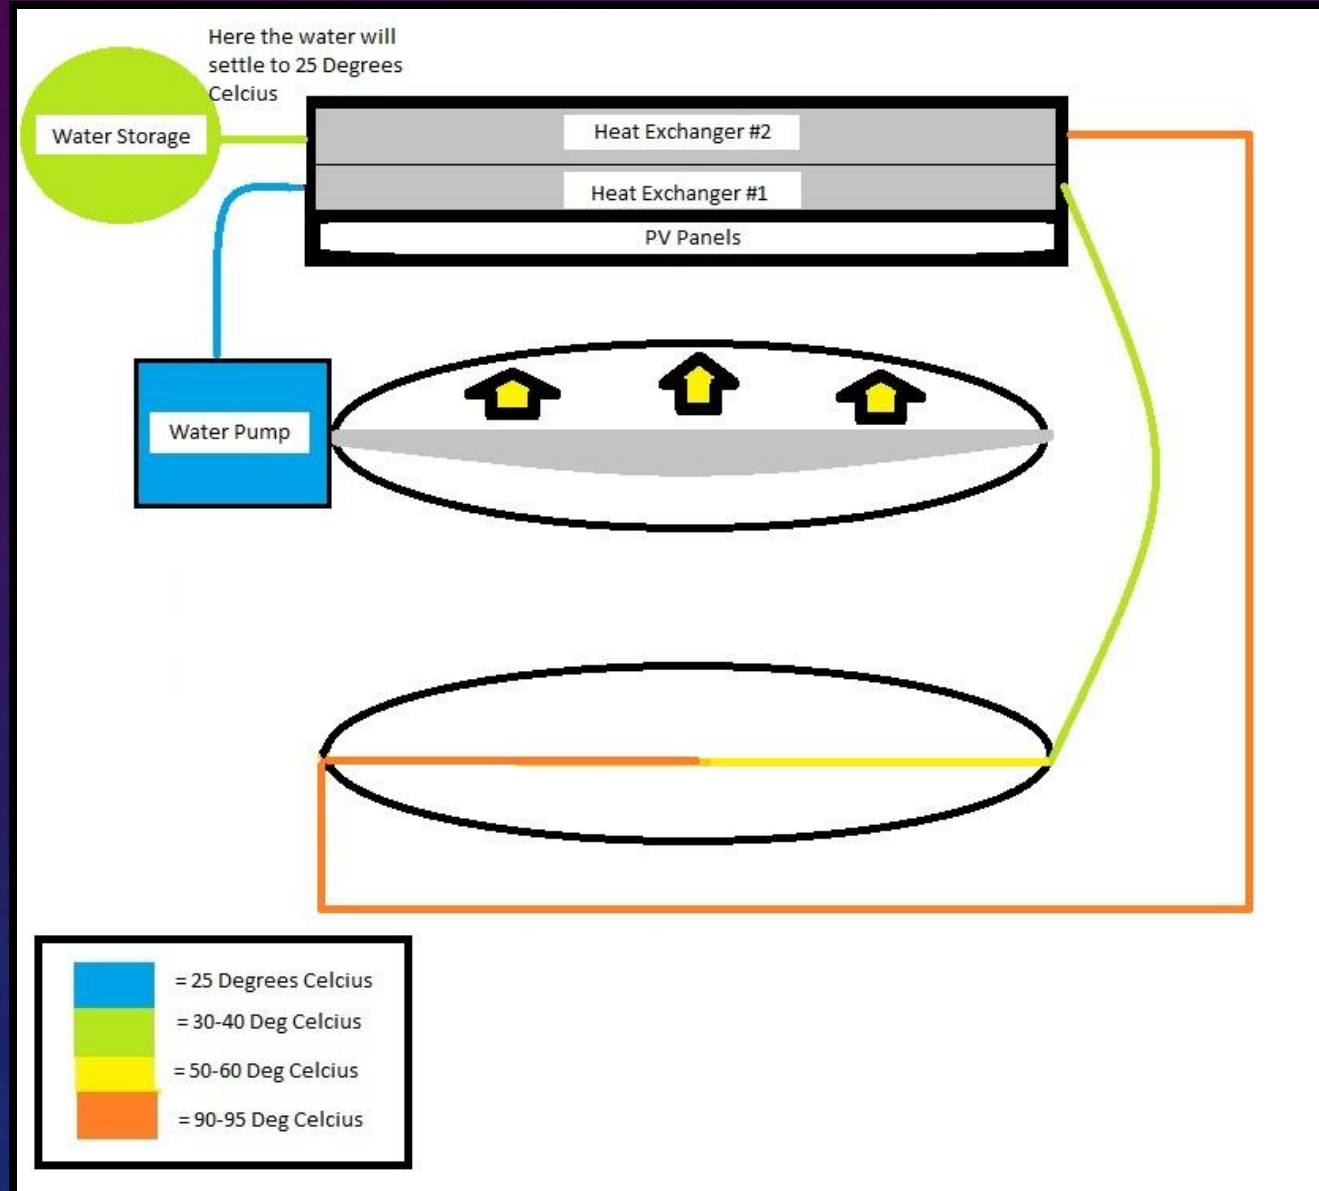 Here the water will
settle to 25 Degrees
Celcius
Water Storage
Heat Exchanger #2
Heat Exchanger #1
PV Panels
Water Pump
= 25 Degrees Celcius
= 30-40 Deg Celcius
= 50-60 Deg Celcius
= 90-95 Deg Celcius